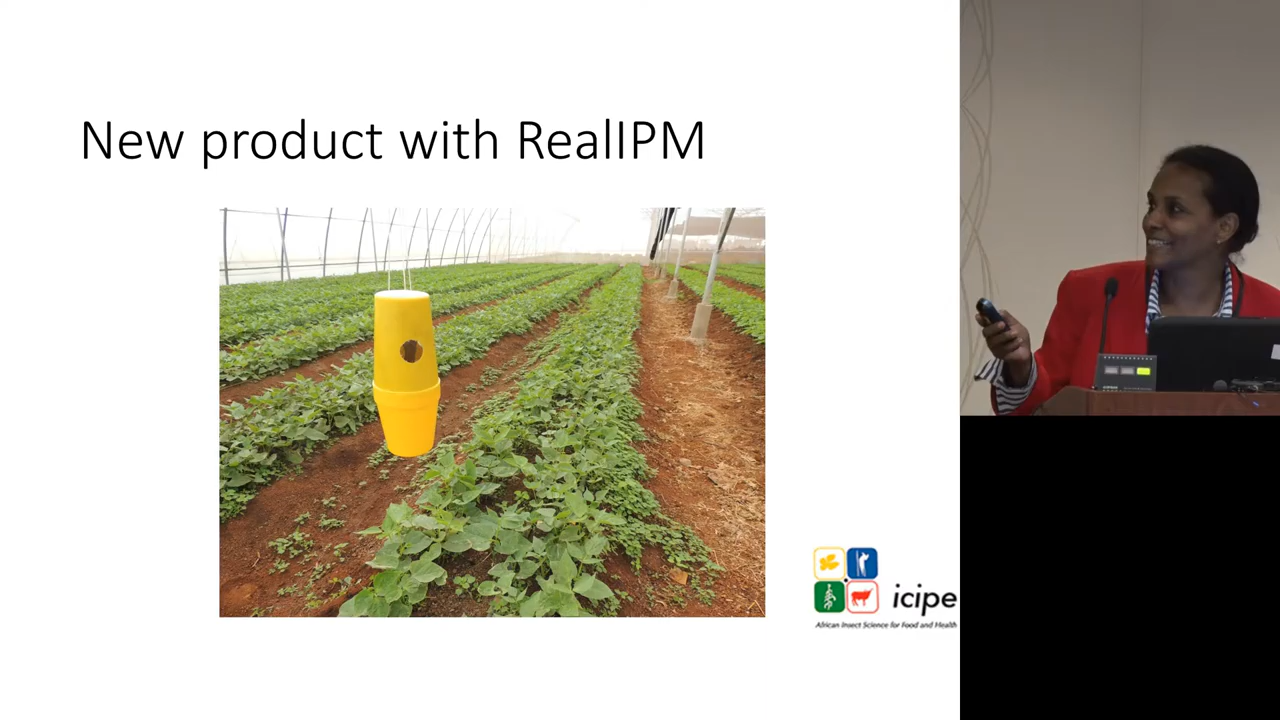 New product with RealIPM
icipe
African Insect Science for Food and Health